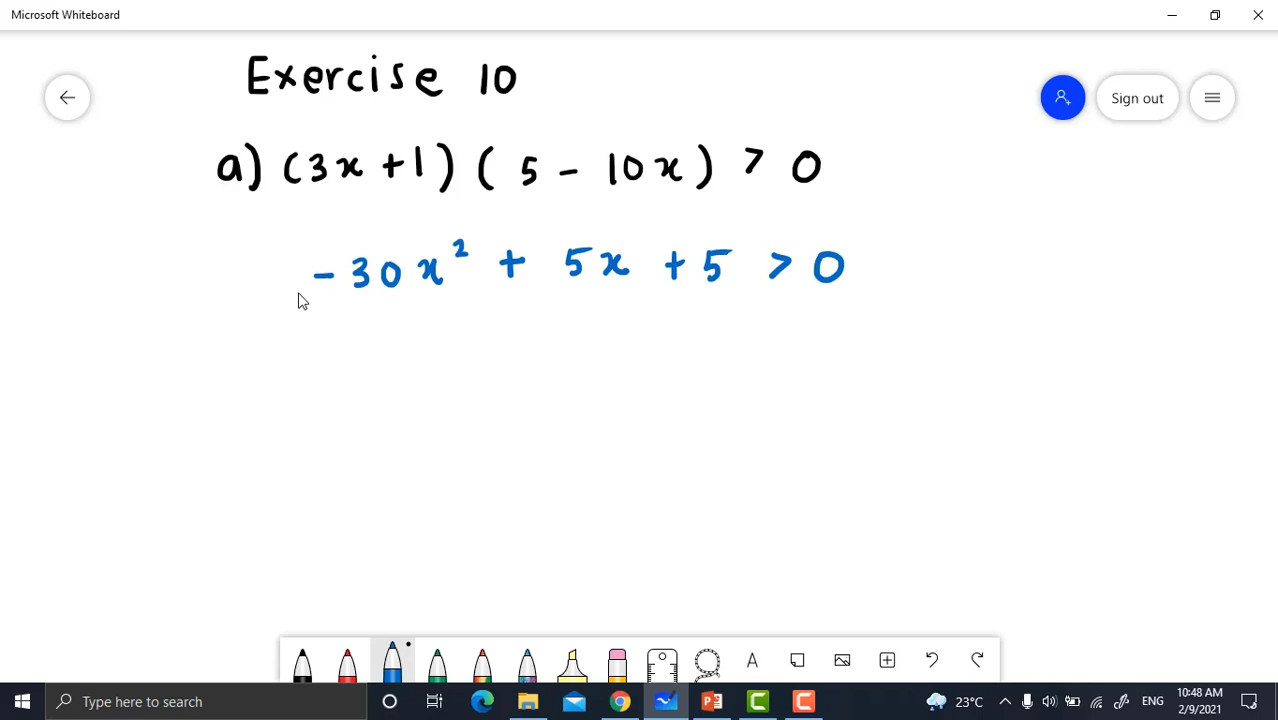 Microsoft Whiteboard
Exercise 10
Sign out
a) (3x + 1) ( 5 - 10x ) > 0
- 30x² + 5x + 5 > 0
A
Type here to search
23°C
ENG
10:48 AM
2/9/2021